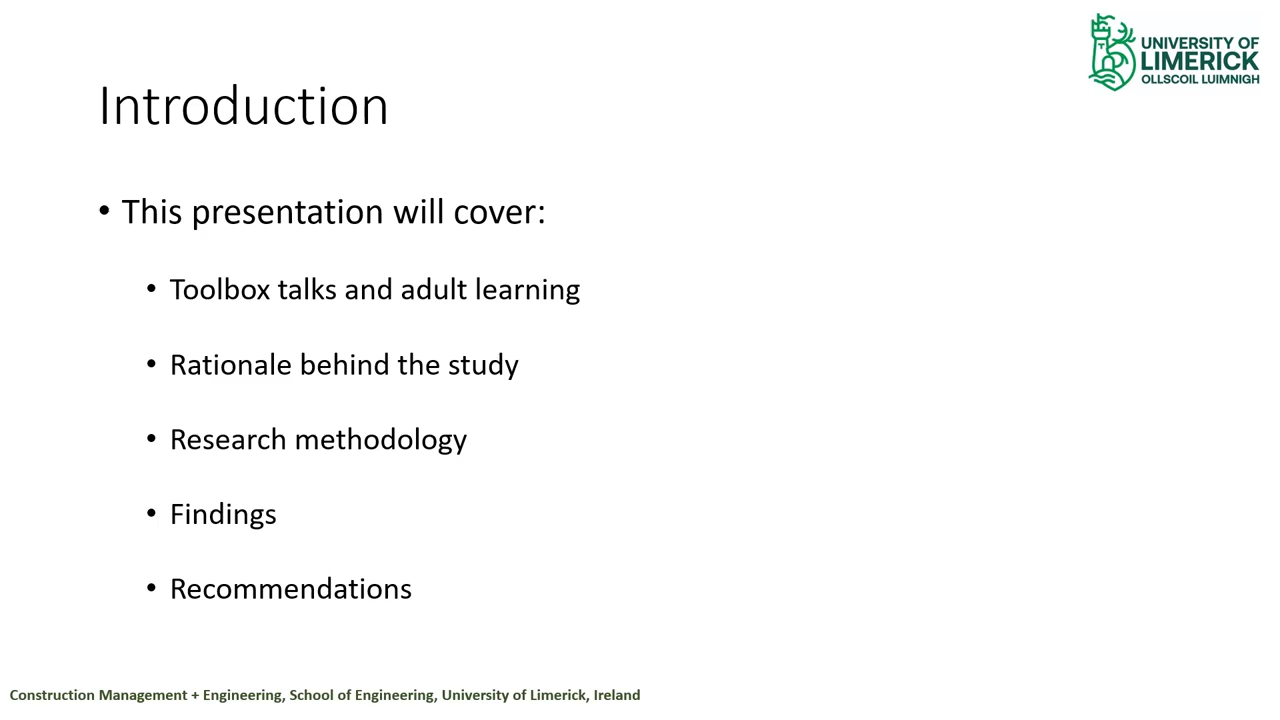 UNIVERSITY OF
LIMERICK
OLLSCOIL LUIMNIGH
Introduction
• This presentation will cover:
• Toolbox talks and adult learning
• Rationale behind the study
• Research methodology
• Findings
• Recommendations
Construction Management + Engineering, School of Engineering, University of Limerick, Ireland